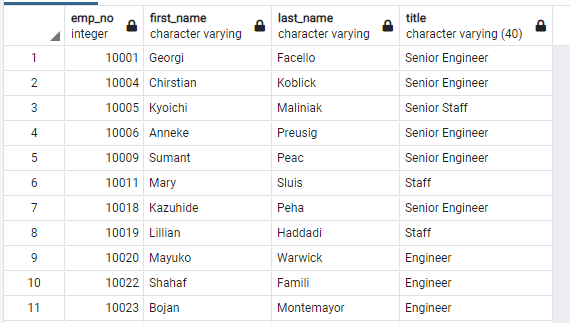 emp_no first_name last_name title
integer character varying character varying character varying (40)
1 10001 Georgi Facello Senior Engineer
2 10004 Chirstian Koblick Senior Engineer
3 10005 Kyoichi Maliniak Senior Staff
4 10006 Anneke Preusig Senior Engineer
5 10009 Sumant Peac Senior Engineer
6 10011 Mary Sluis Staff
7 10018 Kazuhide Peha Senior Engineer
8 10019 Lillian Haddadi Staff
9 10020 Mayuko Warwick Engineer
10 10022 Shahaf Famili Engineer
11 10023 Bojan Montemayor Engineer